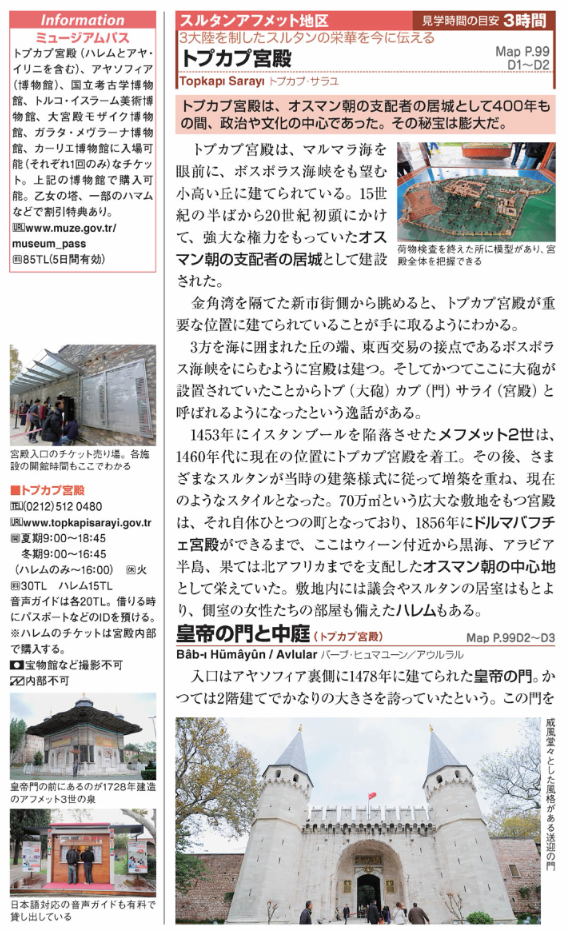 Information
ミュージアムパス
トプカプ宮殿（ハレムとアヤ・
イリニを含む）、アヤソフィア
（博物館）、国立考古学博物
館、トルコ・イスラーム美術博
物館、大宮殿モザイク博物
館、ガラタ・メヴラーナ博物
館、カーリエ博物館に入場可
能（それぞれ1回のみ）なチケッ
ト。上記の博物館で購入可
能。乙女の塔、一部のハマム
などで割引特典あり。
URL www.muze.gov.tr/
museum_pass
料85TL(5日間有効)
宮殿入口のチケット売り場。各施
設の開館時間もここでわかる
■トプカプ宮殿
TEL(0212)512 0480
URL www.topkapisarayi.gov.tr
開夏期9:00～18:45
冬期9:00～16:45
（ハレムのみ～16:00） 休火
料30TL ハレム15TL
音声ガイドは各20TL。借りる時
にパスポートなどのIDを預ける。
※ハレムのチケットは宮殿内部
で購入する。
宝物館など撮影不可
内部不可
皇帝門の前にあるのが1728年建造
のアフメット3世の泉
日本語対応の音声ガイドも有料で
貸し出している
スルタンアフメット地区
見学時間の目安 3時間
3大陸を制したスルタンの栄華を今に伝える
トプカプ宮殿
Map P.99
D1～D2
Topkapı Sarayı トプカプ・サラユ
トプカプ宮殿は、オスマン朝の支配者の居城として400年も
の間、政治や文化の中心であった。その秘宝は膨大だ。
トプカプ宮殿は、マルマラ海を
眼前に、ボスポラス海峡をも望む
小高い丘に建てられている。15世
紀の半ばから20世紀初頭にかけ
て、強大な権力をもっていたオス
マン朝の支配者の居城として建設
された。
荷物検査を終えた所に模型があり、宮
殿全体を把握できる
金角湾を隔てた新市街側から眺めると、トプカプ宮殿が重
要な位置に建てられていることが手に取るようにわかる。
3方を海に囲まれた丘の端、東西交易の接点であるボスポラ
ス海峡をにらむように宮殿は建つ。そしてかつてここに大砲が
設置されていたことからトプ（大砲）カプ（門）サライ（宮殿）と
呼ばれるようになったという逸話がある。
1453年にイスタンブールを陥落させたメフメット2世は、
1460年代に現在の位置にトプカプ宮殿を着工。その後、さま
ざまなスルタンが当時の建築様式に従って増築を重ね、現在
のようなスタイルとなった。70万㎡という広大な敷地をもつ宮
殿は、それ自体ひとつの町となっており、1856年にドルマバフチ
ェ宮殿ができるまで、ここはウィーン付近から黒海、アラビア
半島、果ては北アフリカまでを支配したオスマン朝の中心地
として栄えていた。敷地内には議会やスルタンの居室はもとよ
り、側室の女性たちの部屋も備えたハレムもある。
皇帝の門と中庭（トプカプ宮殿）
Map P.99D2～D3
Bâb-ı Hümâyûn / Avlular バーブ・ヒュマユーン／アウルラル
入口はアヤソフィア裏側に1478年に建てられた皇帝の門。か
つては2階建てでかなりの大きさを誇っていたという。この門を
威風堂々とした風格がある送迎の門